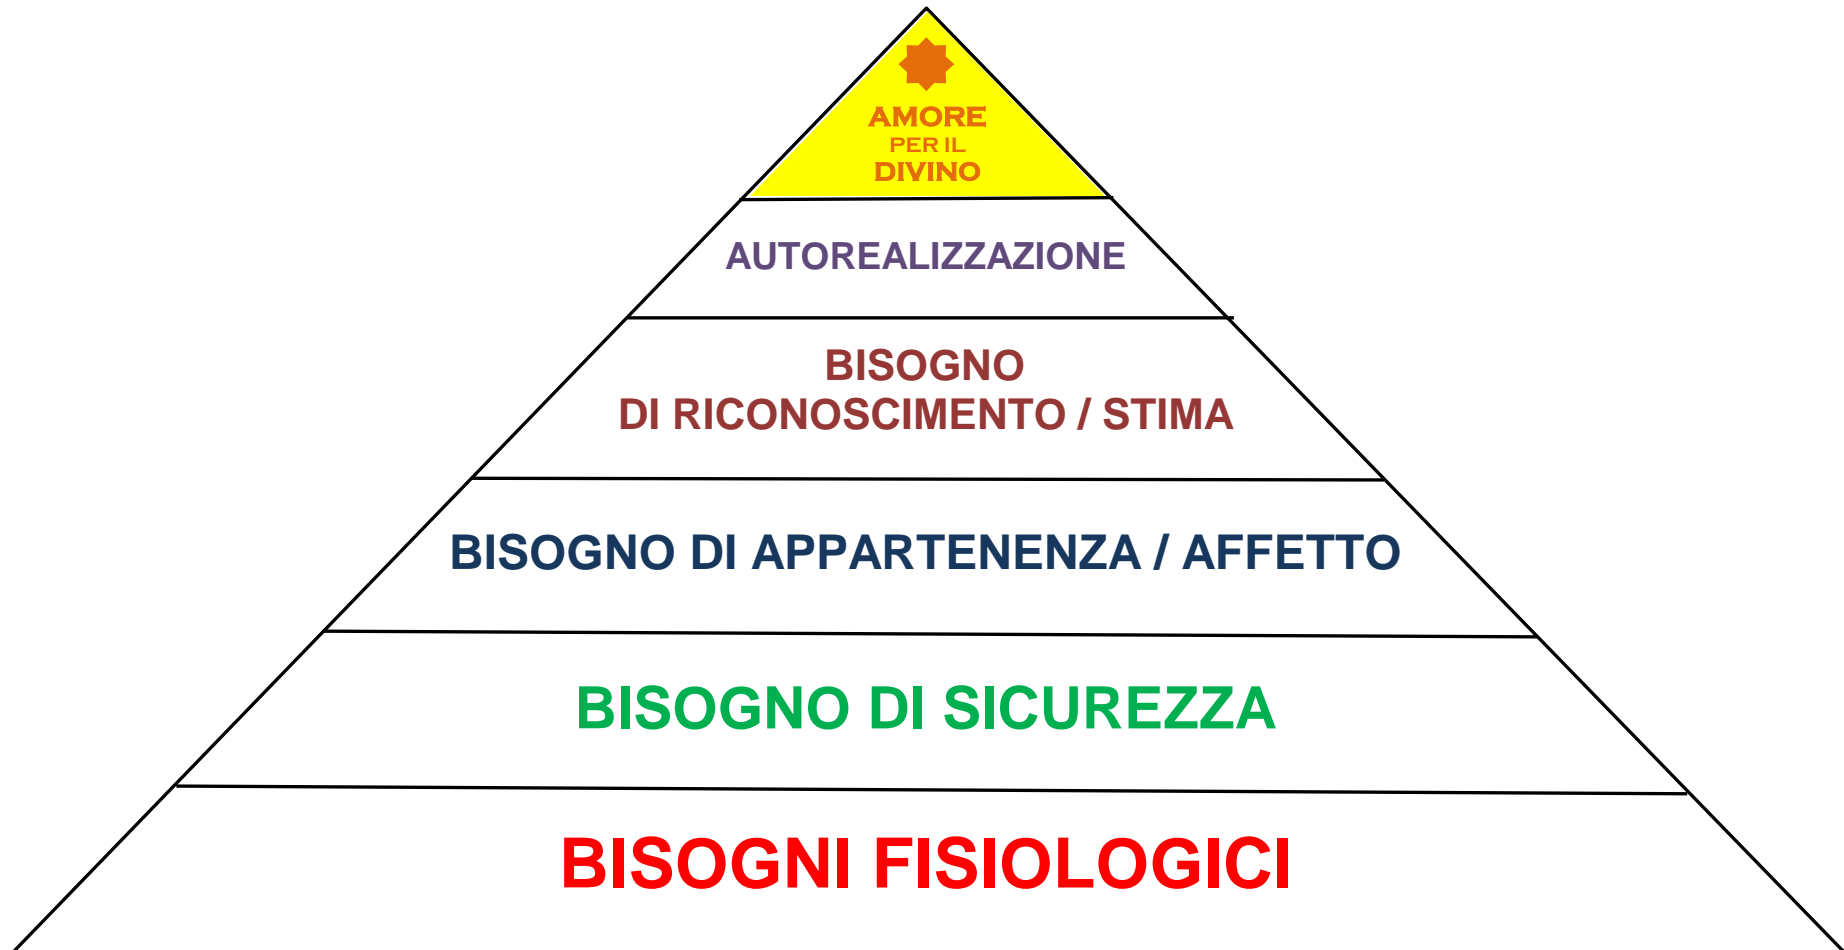 AMORE
PER IL
DIVINO
AUTOREALIZZAZIONE
BISOGNO
DI RICONOSCIMENTO / STIMA
BISOGNO DI APPARTENENZA / AFFETTO
BISOGNO DI SICUREZZA
BISOGNI FISIOLOGICI